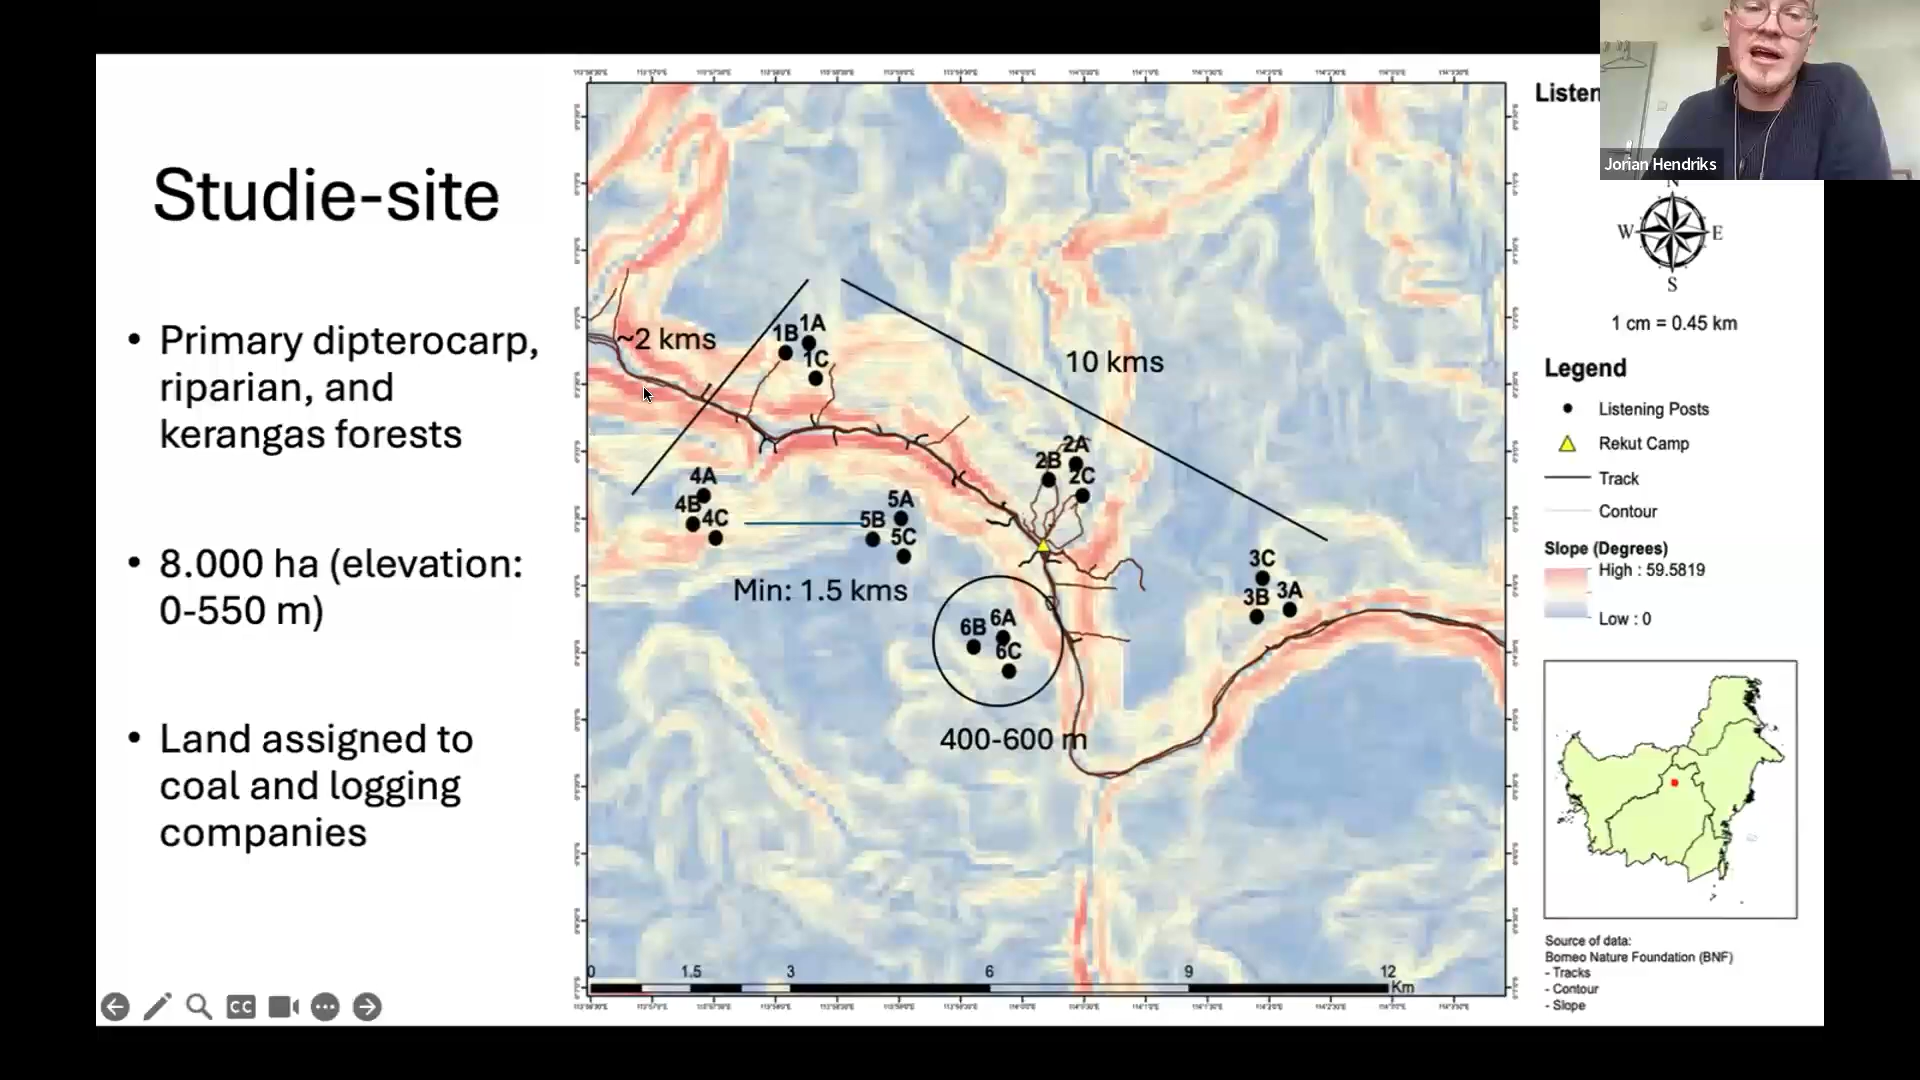 Studie-site
• Primary dipterocarp,
riparian, and
kerangas forests
• 8.000 ha (elevation:
0-550 m)
• Land assigned to
coal and logging
companies
~2 kms
10 kms
1B 1A
1C
2A
2B
2C
4A
4B 4C
5A
5B
5C
Min: 1.5 kms
3C
3B 3A
6B 6A
6C
400-600 m
0 1.5 3 6 9 12
Km
Listen
Jorian Hendriks
N
W E
S
1 cm = 0.45 km
Legend
Listening Posts
Rekut Camp
Track
Contour
Slope (Degrees)
High : 59.5819
Low : 0
Source of data:
Borneo Nature Foundation (BNF)
- Tracks
- Contour
- Slope
CC